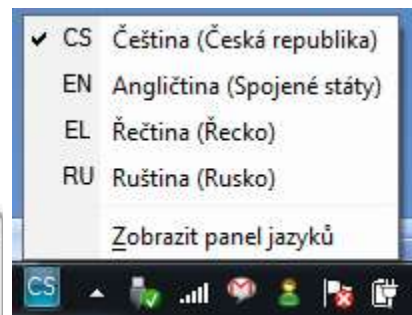 CS Čeština (Česká republika)
EN Angličtina (Spojené státy)
EL Řečtina (Řecko)
RU Ruština (Rusko)
Zobrazit panel jazyků
CS